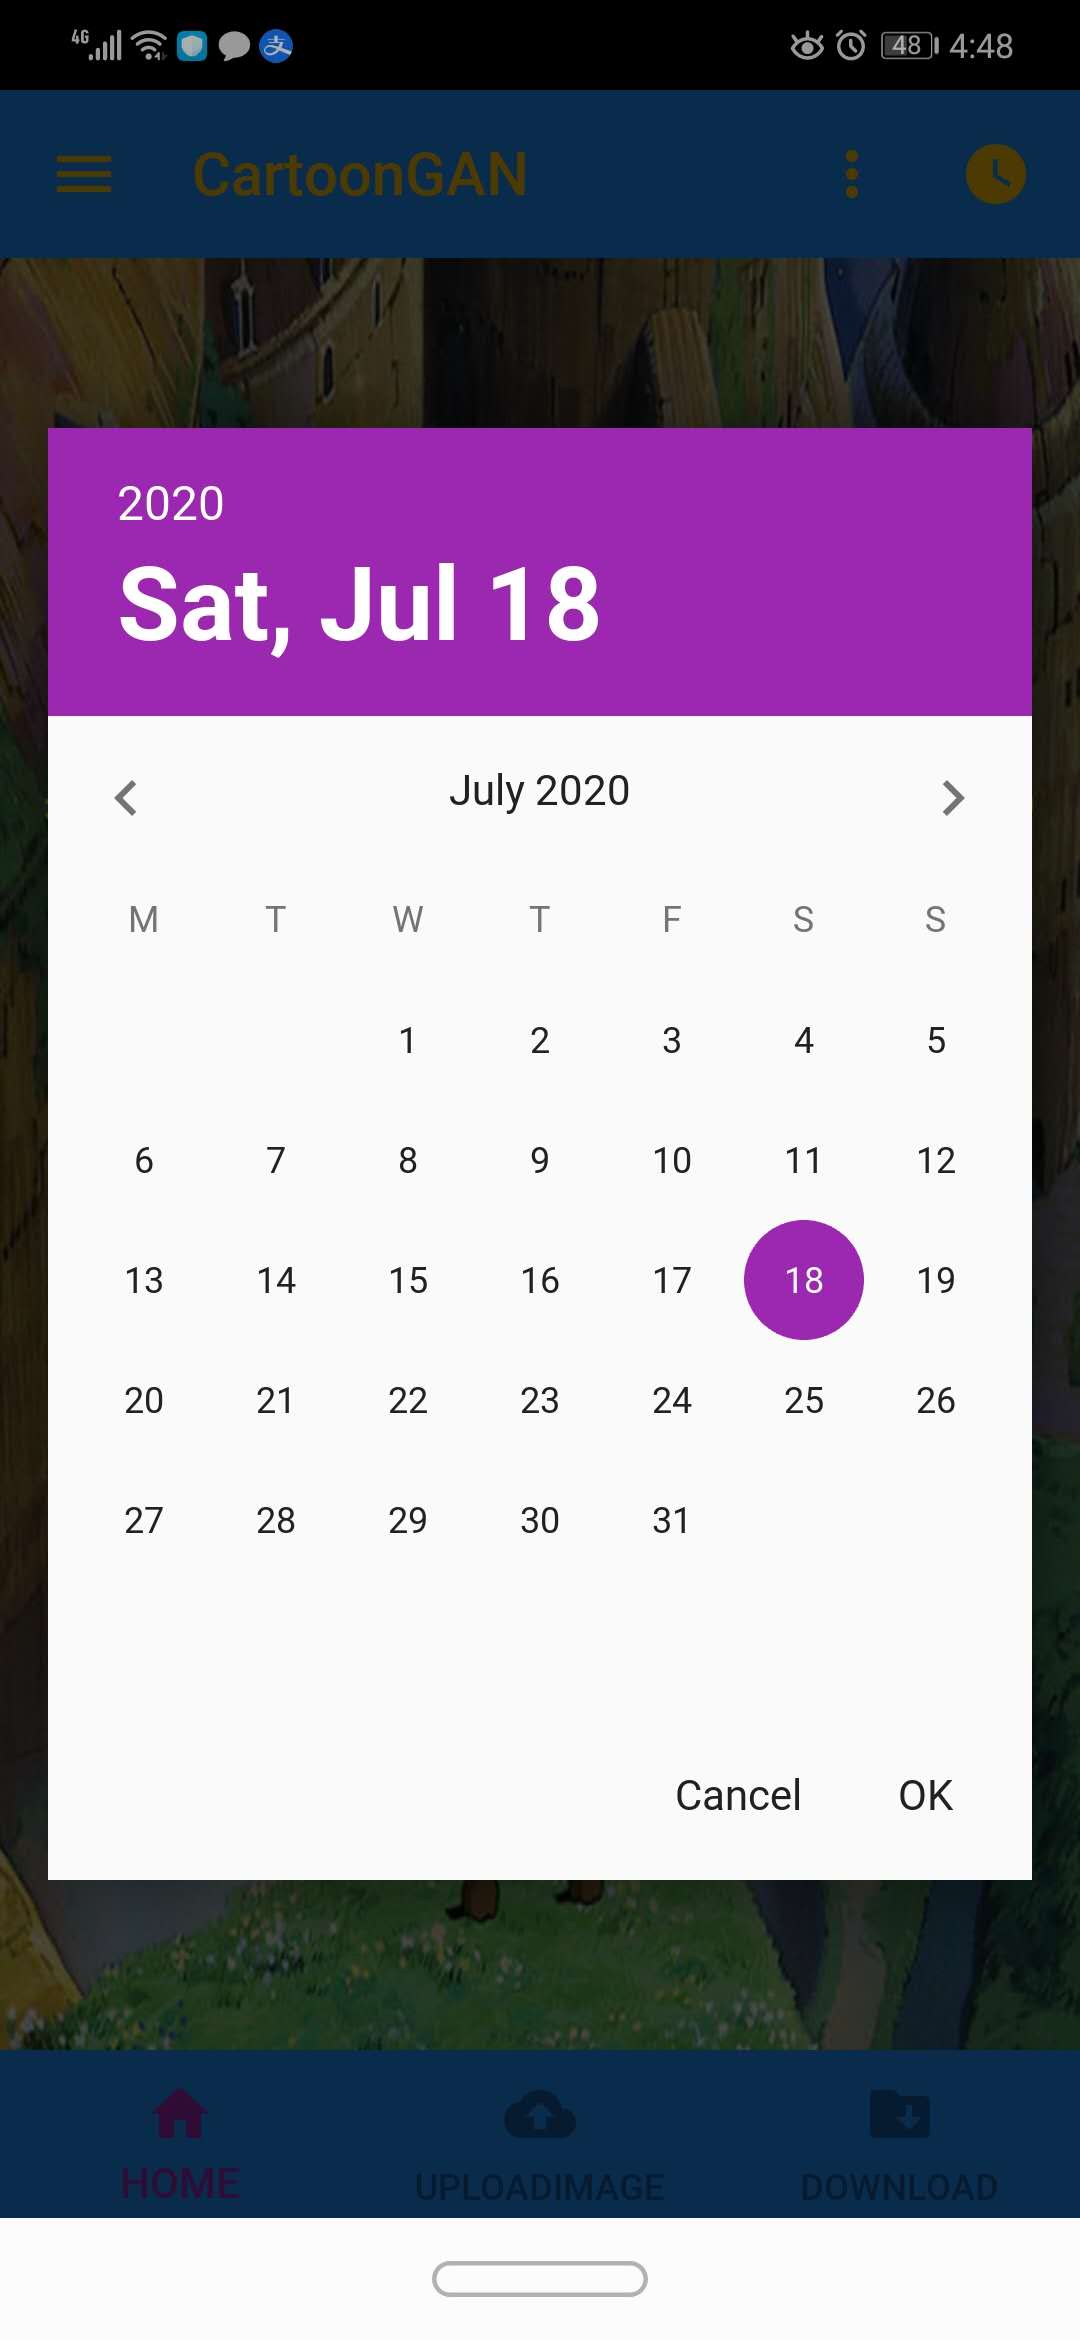 4G 48 4:48
CartoonGAN
2020
Sat, Jul 18
July 2020
M T W T F S S
1 2 3 4 5
6 7 8 9 10 11 12
13 14 15 16 17 18 19
20 21 22 23 24 25 26
27 28 29 30 31
Cancel OK
HOME UPLOADIMAGE DOWNLOAD